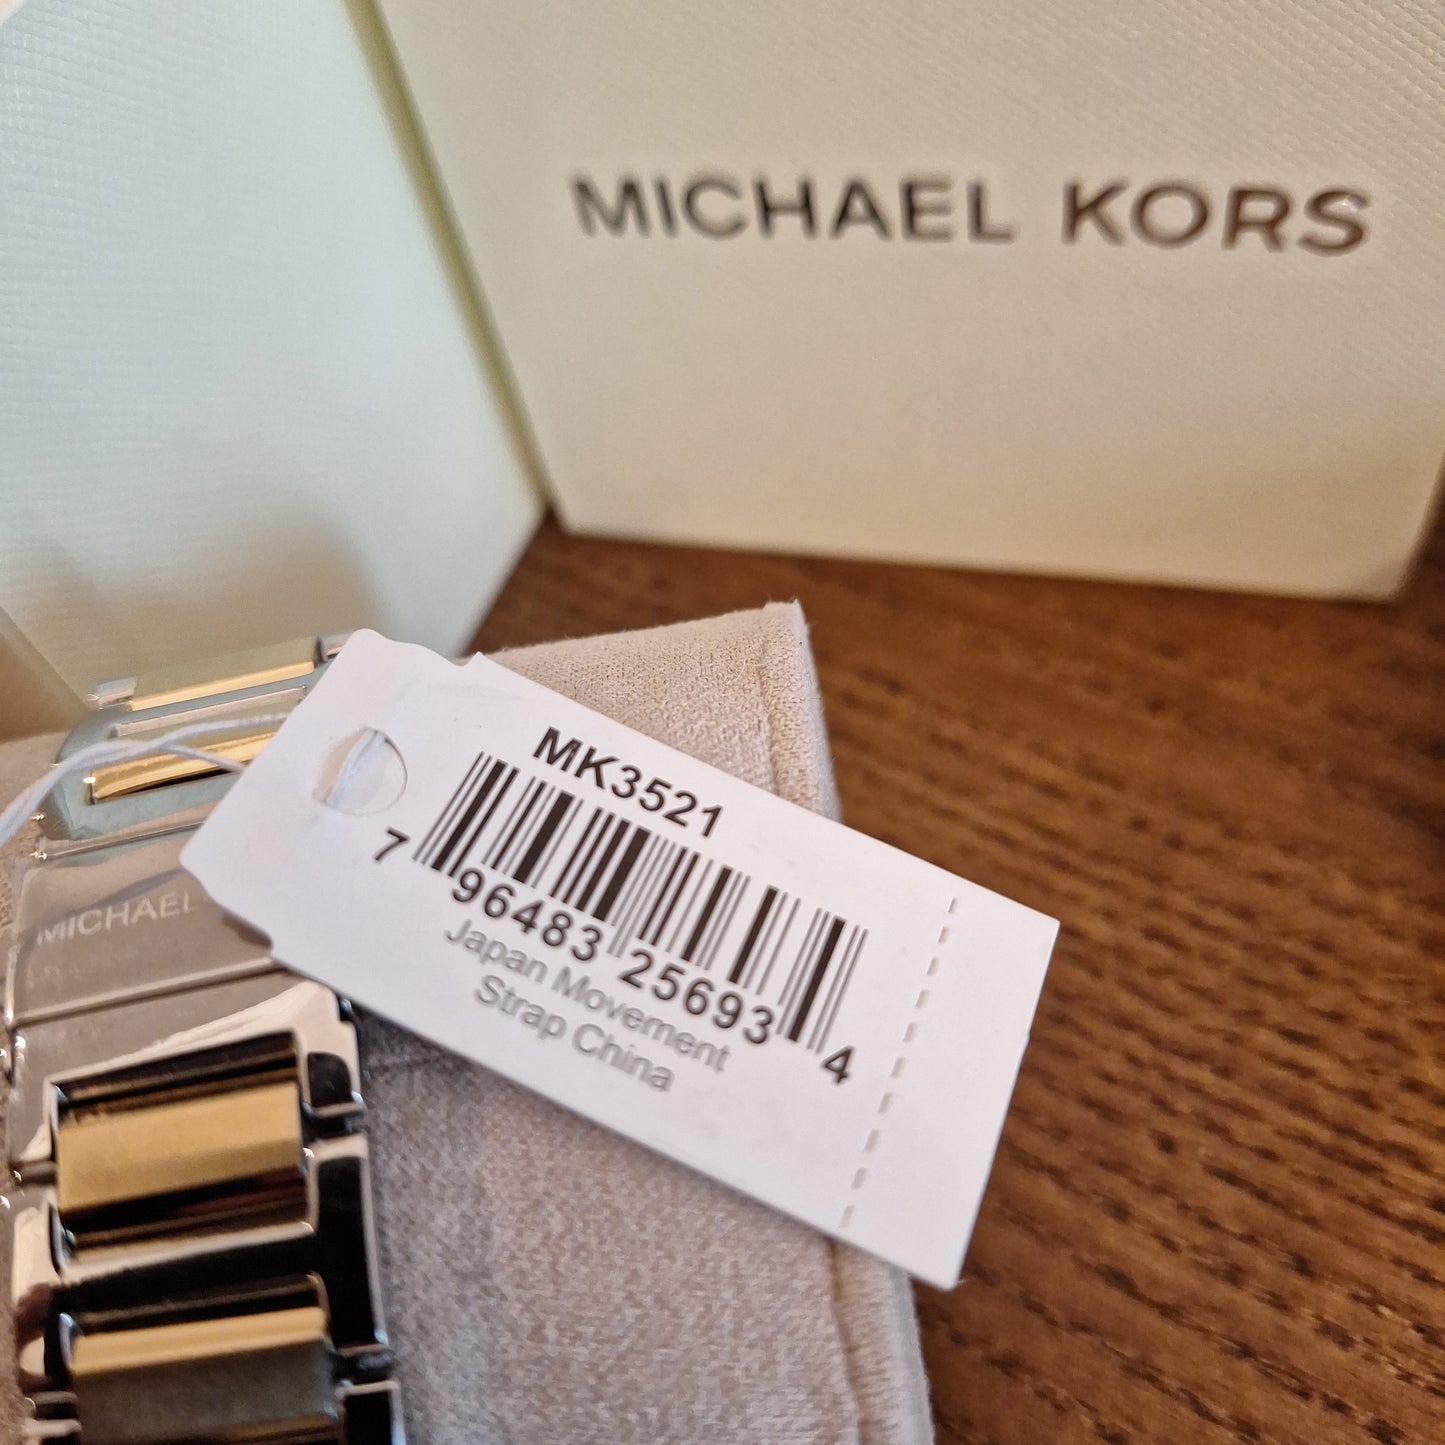 MICHAEL KORS
MICHAEL
MK3521
7 96483 25693 4
Japan Movement
Strap China